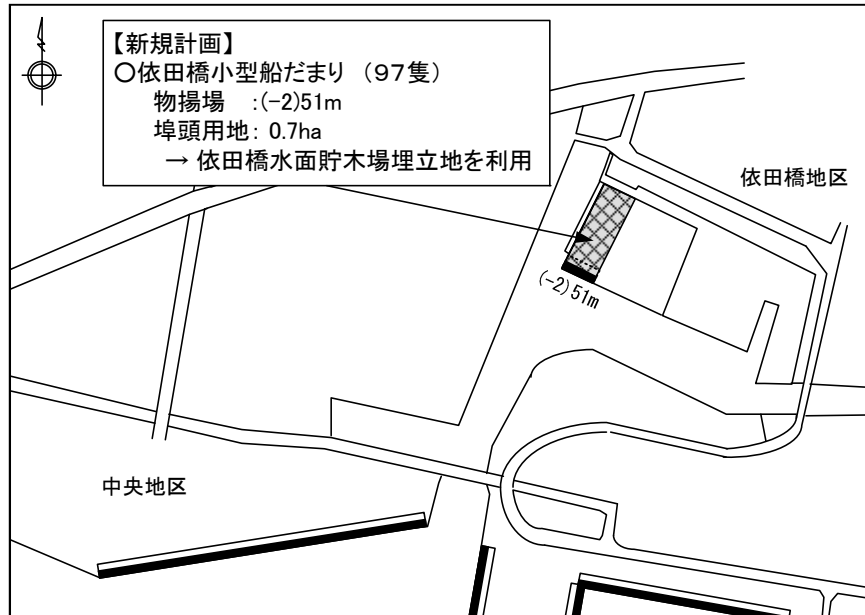 【新規計画】
〇依田橋小型船だまり （97隻）
物揚場 :(-2)51m
埠頭用地: 0.7ha
→ 依田橋水面貯木場埋立地を利用
依田橋地区
(-2)51m
中央地区